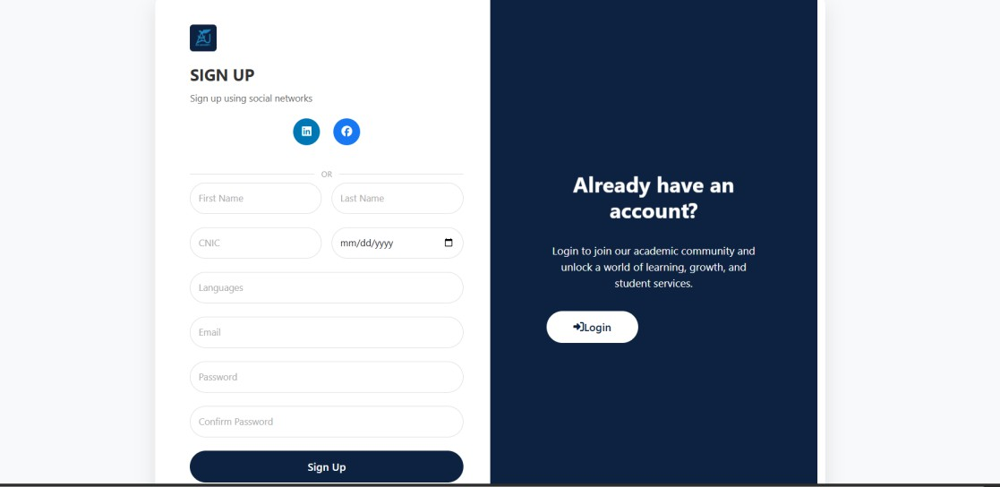 SIGN UP
Sign up using social networks
OR
First Name
Last Name
CNIC
mm/dd/yyyy
Languages
Email
Password
Confirm Password
Sign Up
Already have an
account?
Login to join our academic community and
unlock a world of learning, growth, and
student services.
Login